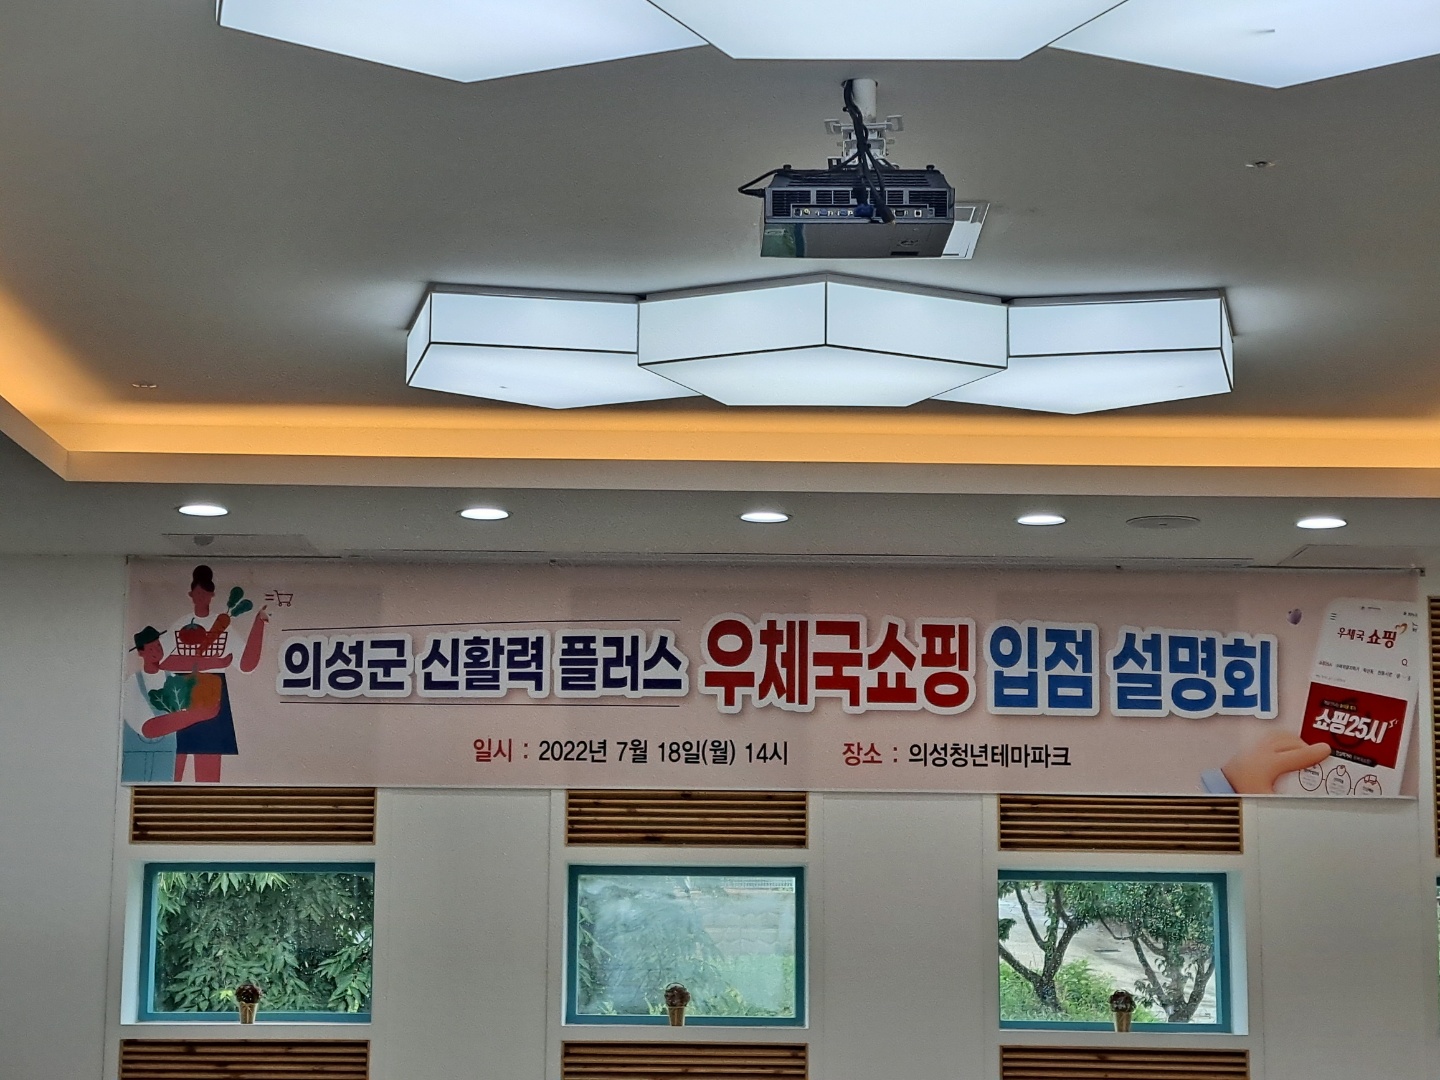 의성군 신활력 플러스 우체국쇼핑 입점 설명회
일시 : 2022년 7월 18일(월) 14시 장소 : 의성청년테마파크
우체국 쇼핑
쇼핑25시